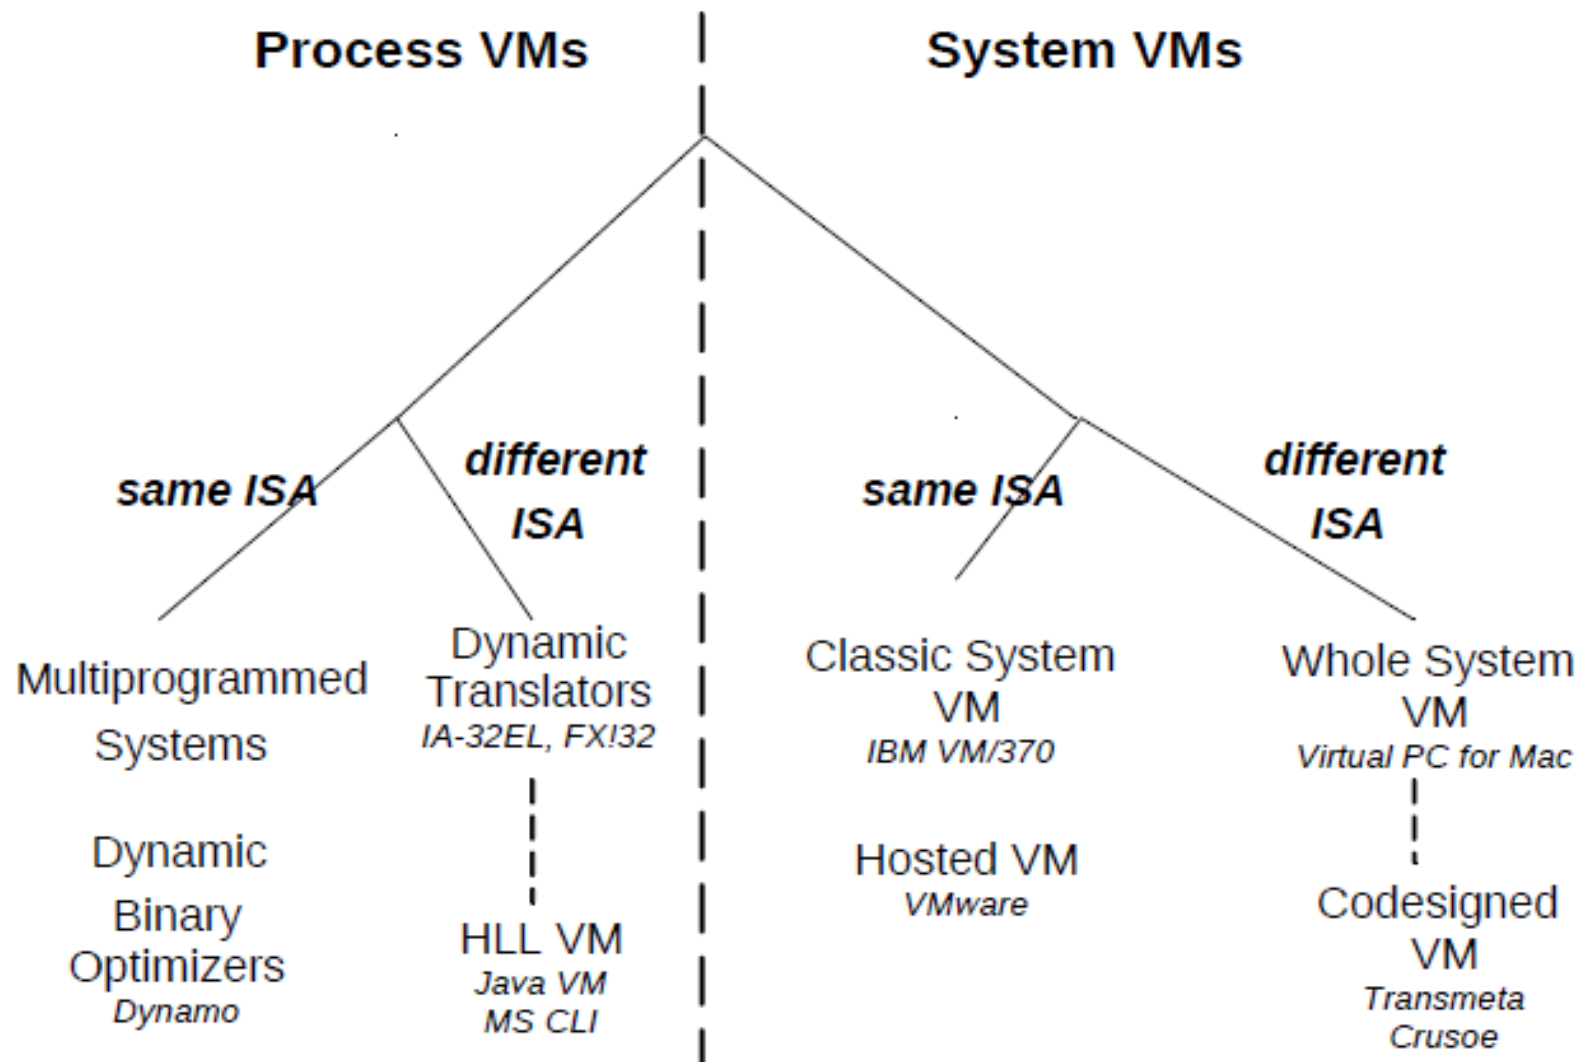 Process VMs
System VMs
same ISA
different
ISA
same ISA
different
ISA
Multiprogrammed
Systems
Dynamic
Binary
Optimizers
Dynamo
Dynamic
Translators
IA-32EL, FX!32
HLL VM
Java VM
MS CLI
Classic System
VM
IBM VM/370
Hosted VM
VMware
Whole System
VM
Virtual PC for Mac
Codesigned
VM
Transmeta
Crusoe